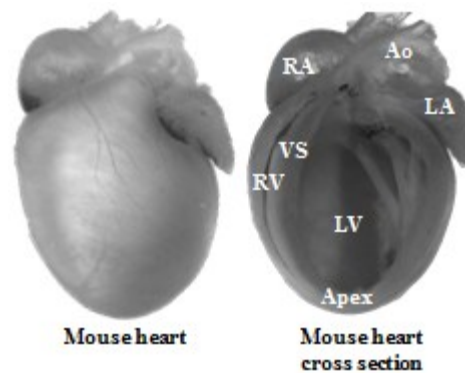 RA
Ao
LA
VS
RV
LV
Apex
Mouse heart
Mouse heart
cross section